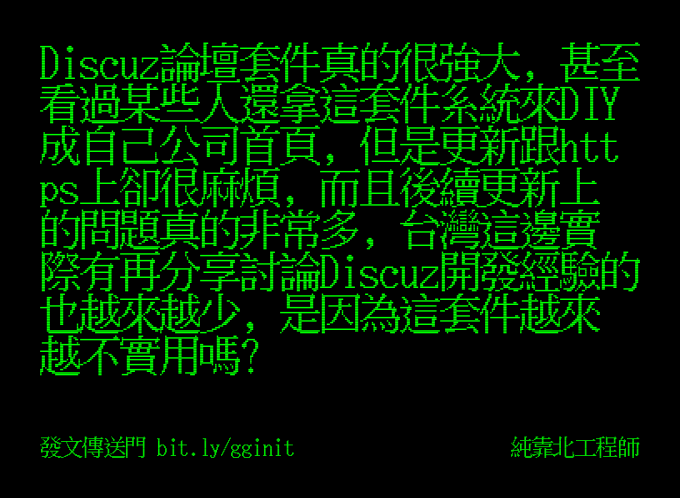 Discuz論壇套件真的很強大, 甚至
看過某些人還拿這套件系統來DIY
成自己公司首頁, 但是更新跟htt
ps上卻很麻煩, 而且後續更新上
的問題真的非常多, 台灣這邊實
際有再分享討論Discuz開發經驗的
也越來越少, 是因為這套件越來
越不實用嗎?
發文傳送門 bit.ly/gginit
純靠北工程師